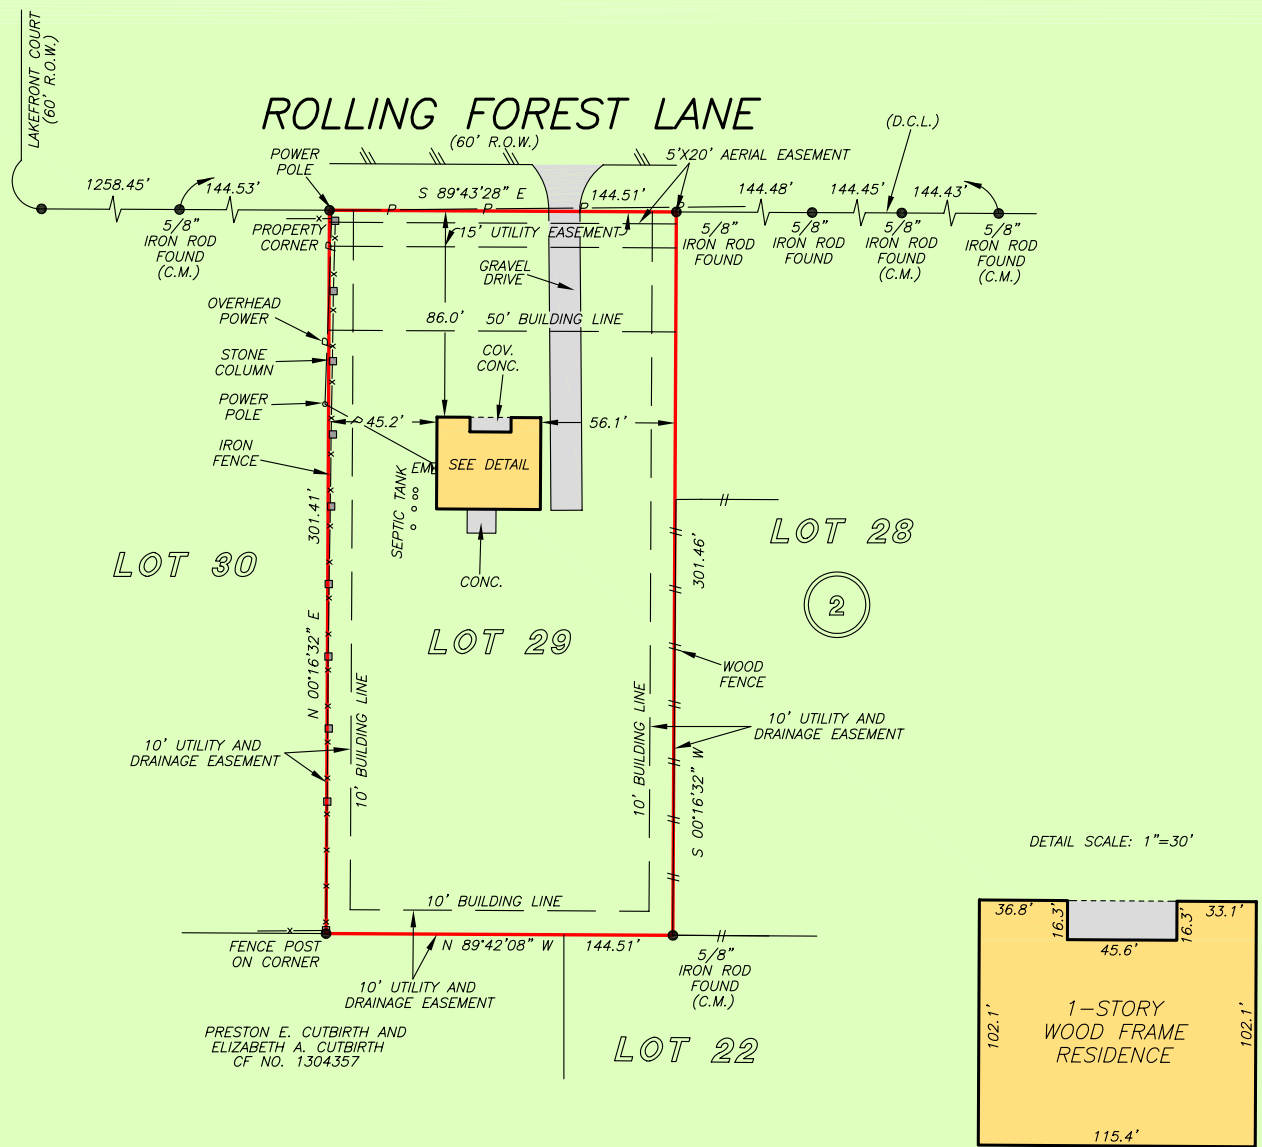 LAKEFRONT COURT
(60' R.O.W.)
ROLLING FOREST LANE
(60' R.O.W.)
(D.C.L.)
POWER
POLE
5'X20' AERIAL EASEMENT
1258.45'
144.53'
S 89°43'28" E
144.51'
144.48'
144.45'
144.43'
P
P
P
P
5/8"
IRON ROD
FOUND
(C.M.)
PROPERTY
CORNER
15' UTILITY EASEMENT
5/8"
IRON ROD
FOUND
5/8"
IRON ROD
FOUND
5/8"
IRON ROD
FOUND
(C.M.)
5/8"
IRON ROD
FOUND
(C.M.)
GRAVEL
DRIVE
OVERHEAD
POWER
86.0'
50' BUILDING LINE
STONE
COLUMN
COV.
CONC.
POWER
POLE
P
45.2'
56.1'
IRON
FENCE
SEPTIC TANK
SEE DETAIL
301.41'
301.46'
LOT 30
CONC.
LOT 28
2
LOT 29
N 00°16'32" E
WOOD
FENCE
10' BUILDING LINE
10' BUILDING LINE
10' UTILITY AND
DRAINAGE EASEMENT
10' UTILITY AND
DRAINAGE EASEMENT
S 00°16'32" W
10' BUILDING LINE
FENCE POST
ON CORNER
N 89°42'08" W
144.51'
5/8"
IRON ROD
FOUND
(C.M.)
10' UTILITY AND
DRAINAGE EASEMENT
PRESTON E. CUTBIRTH AND
ELIZABETH A. CUTBIRTH
CF NO. 1304357
LOT 22
DETAIL SCALE: 1"=30'
36.8'
16.3'
45.6'
16.3'
33.1'
102.1'
1-STORY
WOOD FRAME
RESIDENCE
102.1'
115.4'